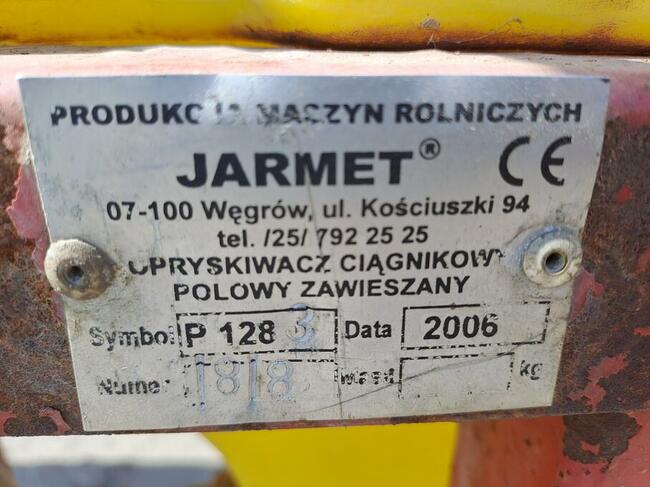 PRODUKCJA MASZYN ROLNICZYCH
JARMET® CE
07-100 Węgrów, ul. Kościuszki 94
tel. /25/ 792 25 25
OPRYSKIWACZ CIĄGNIKOWY
POLOWY ZAWIESZANY
Symbol P 128 3 Data 2006
Numer 1818 kg